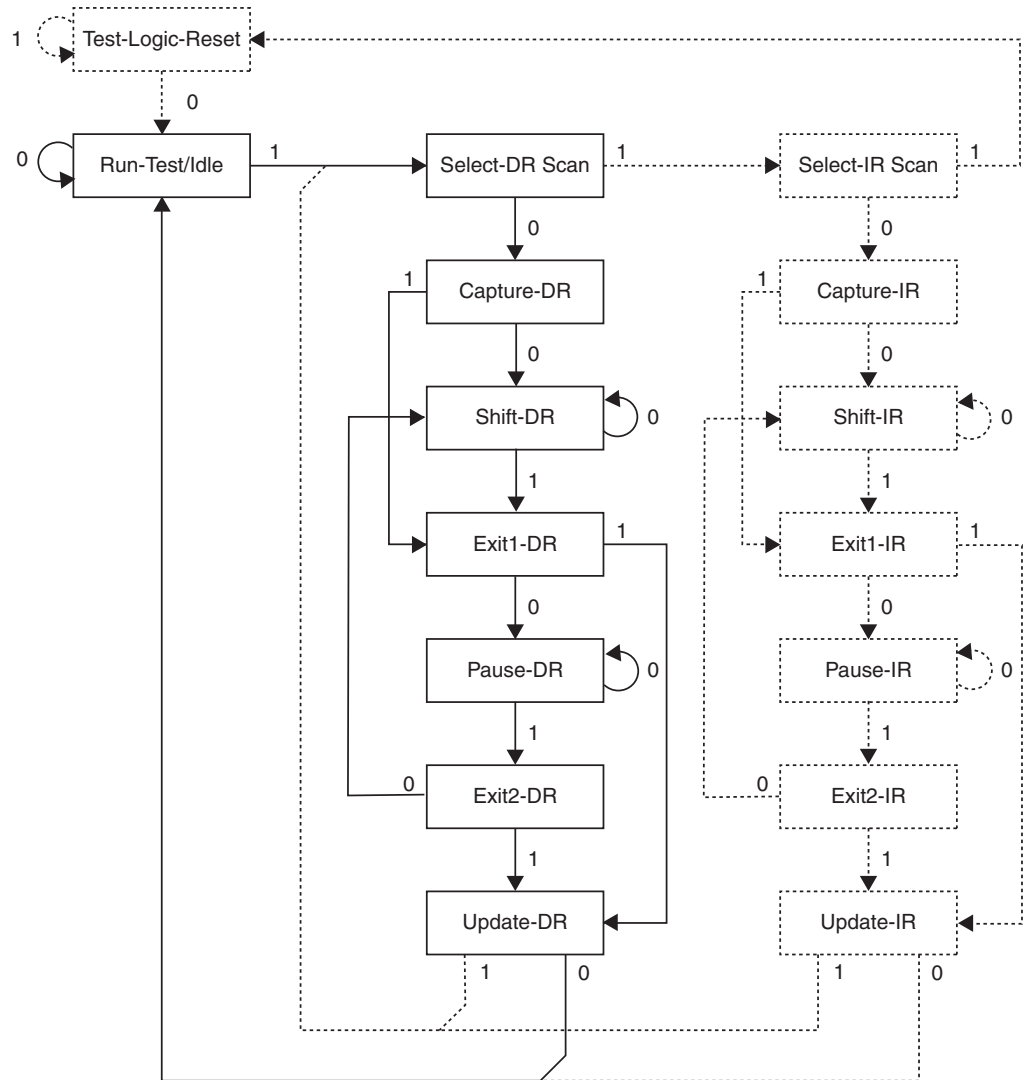 1
Test-Logic-Reset
0
0
Run-Test/Idle
1
Select-DR Scan
1
Select-IR Scan
1
0
0
1
Capture-DR
1
Capture-IR
0
0
Shift-DR
0
Shift-IR
0
1
1
Exit1-DR
1
Exit1-IR
1
0
0
Pause-DR
0
Pause-IR
0
1
1
0
Exit2-DR
0
Exit2-IR
1
1
Update-DR
Update-IR
1
0
1
0